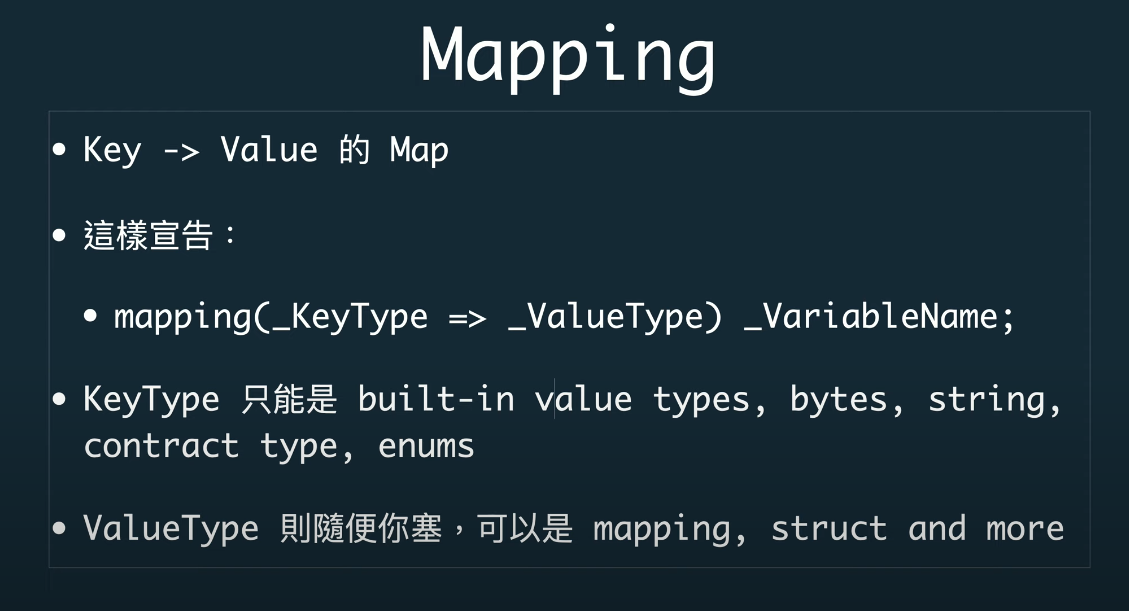 Mapping
• Key -> Value 的 Map
• 這樣宣告：
• mapping(_KeyType => _ValueType) _VariableName;
• KeyType 只能是 built-in value types, bytes, string,
contract type, enums
• ValueType 則隨便你塞，可以是 mapping, struct and more